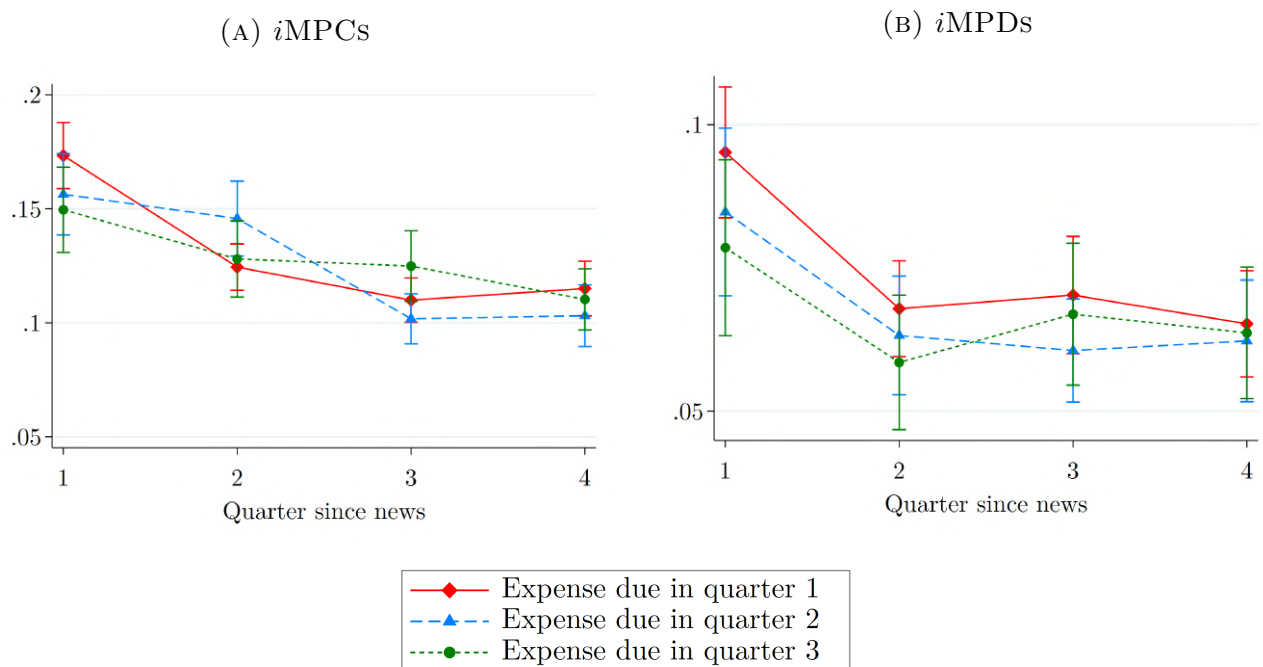 (A) iMPCs
.2
.15
.1
.05
1 2 3 4
Quarter since news
(B) iMPDs
.1
.05
1 2 3 4
Quarter since news
Expense due in quarter 1
Expense due in quarter 2
Expense due in quarter 3